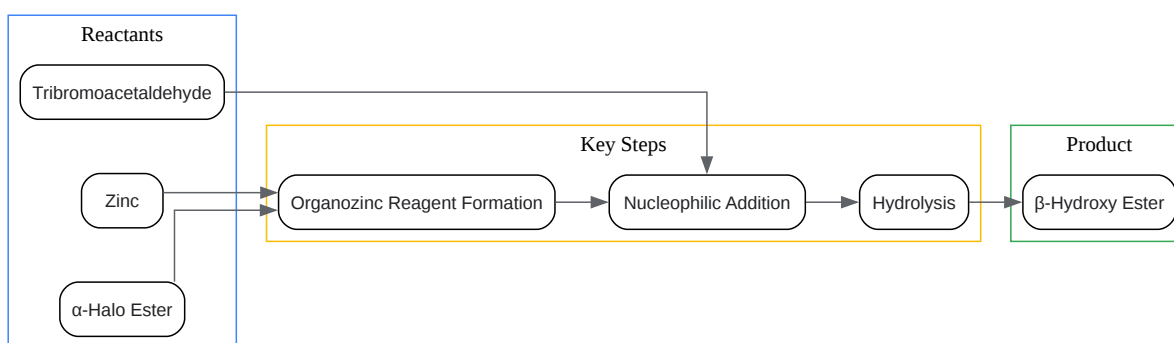 Reactants
Tribromoacetaldehyde
Key Steps
Product
Zinc
Organozinc Reagent Formation
Nucleophilic Addition
Hydrolysis
β-Hydroxy Ester
α-Halo Ester